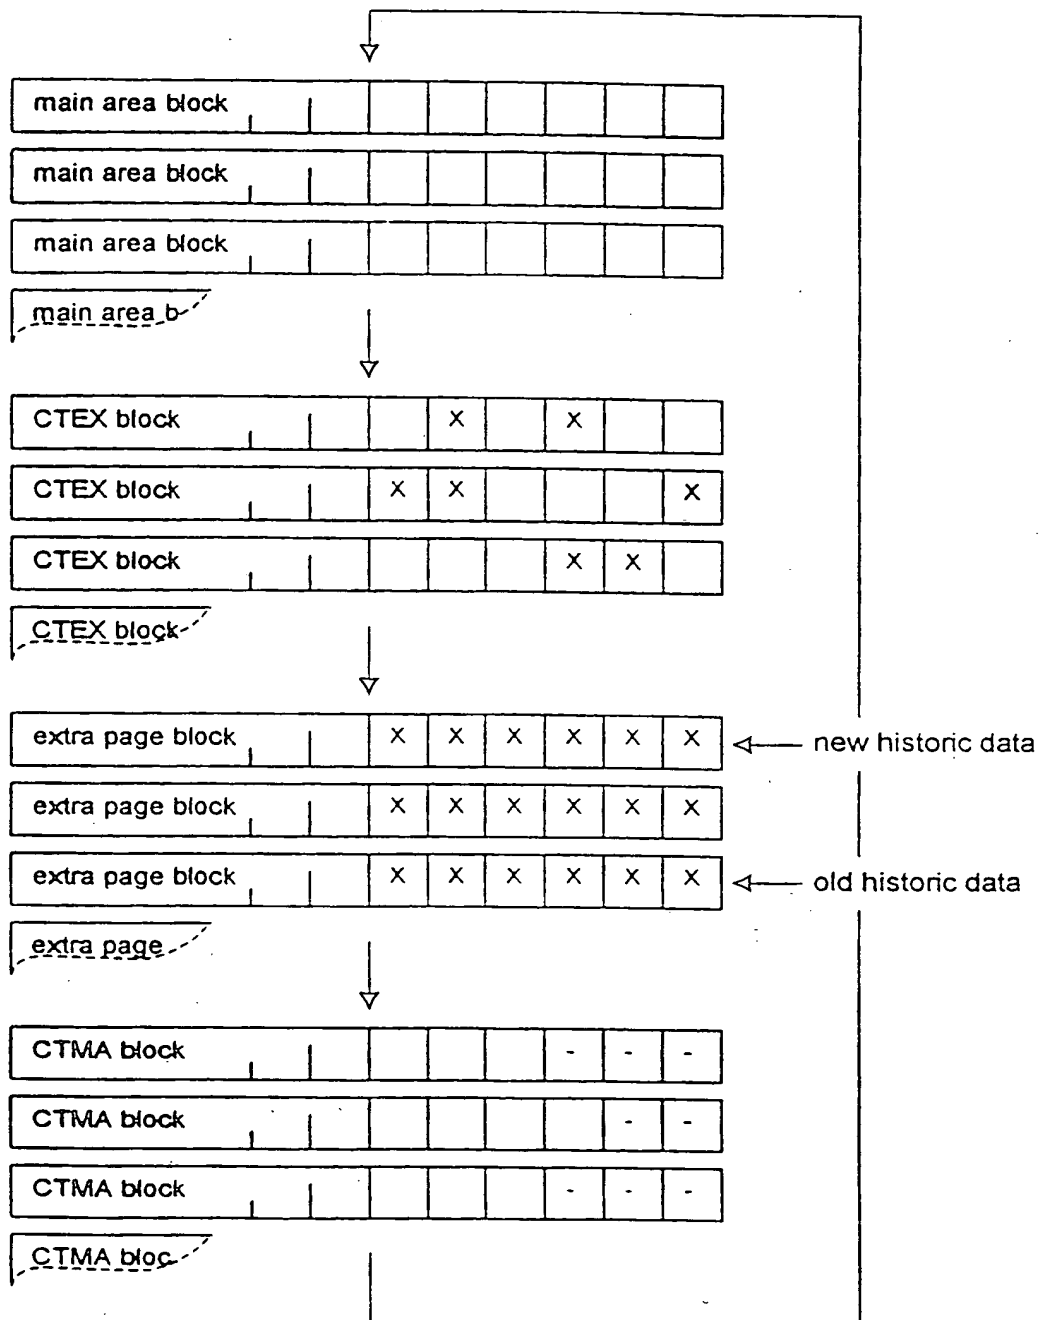 main area block
main area block
main area block
main area b
CTEX block X X
CTEX block X X X
CTEX block X X
CTEX block
extra page block X X X X X X new historic data
extra page block X X X X X X
extra page block X X X X X X old historic data
extra page
CTMA block - - -
CTMA block - -
CTMA block - - -
CTMA bloc